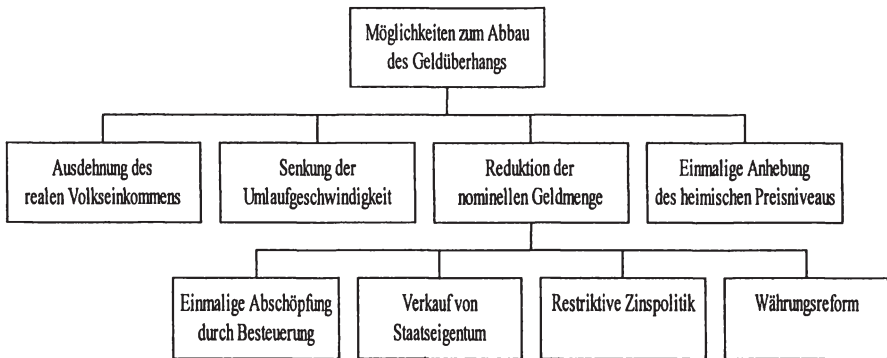 Möglichkeiten zum Abbau
des Geldüberhangs
Ausdehnung des
realen Volkseinkommens
Senkung der
Umlaufgeschwindigkeit
Reduktion der
nominellen Geldmenge
Einmalige Anhebung
des heimischen Preisniveaus
Einmalige Abschöpfung
durch Besteuerung
Verkauf von
Staatseigentum
Restriktive Zinspolitik
Währungsreform